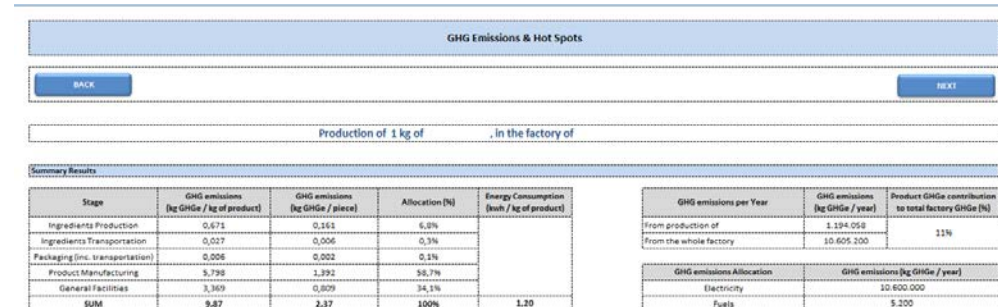 GHG Emissions & Hot Spots
BACK
NEXT
Production of 1 kg of , in the factory of
Summary Results
Stage GHG emissions (kg GHGe / kg of product) GHG emissions (kg GHGe / piece) Allocation (%) Energy Consumption (kwh / kg of product)
Ingredients Production 0,671 0,161 6,8%
Ingredients Transportation 0,027 0,006 0,3%
Packaging (inc. transportation) 0,006 0,002 0,1%
Product Manufacturing 5,798 1,392 58,7%
General Facilities 3,369 0,809 34,1%
SUM 9.87 2.37 100% 1.20
GHG emissions per Year GHG emissions (kg GHGe / year) Product GHGe contribution to total factory GHGe (%)
From production of 1.194.058
From the whole factory 10.605.200
11%
GHG emissions Allocation GHG emissions (kg GHGe / year)
Electricity 10.600.000
Fuels 5.200